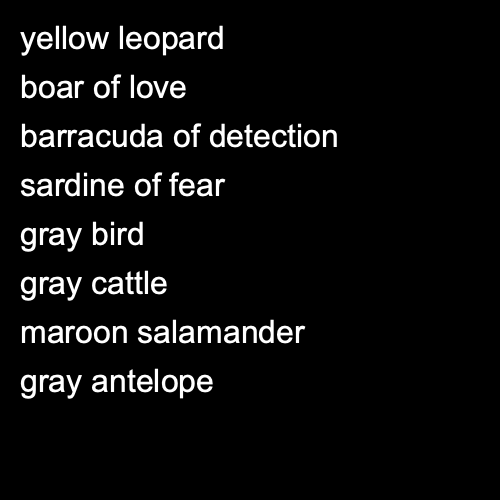 yellow leopard
boar of love
barracuda of detection
sardine of fear
gray bird
gray cattle
maroon salamander
gray antelope